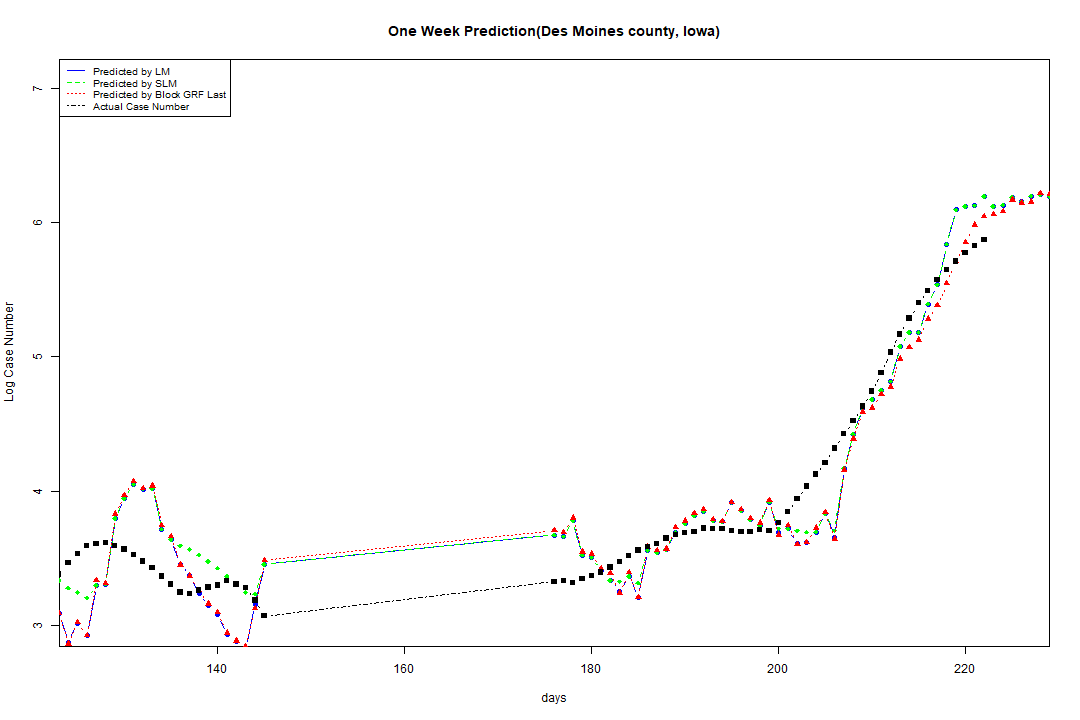 One Week Prediction(Des Moines county, Iowa)
Predicted by LM
Predicted by SLM
Predicted by Block GRF Last
Actual Case Number
7
6
5
4
3
Log Case Number
140 160 180 200 220
days